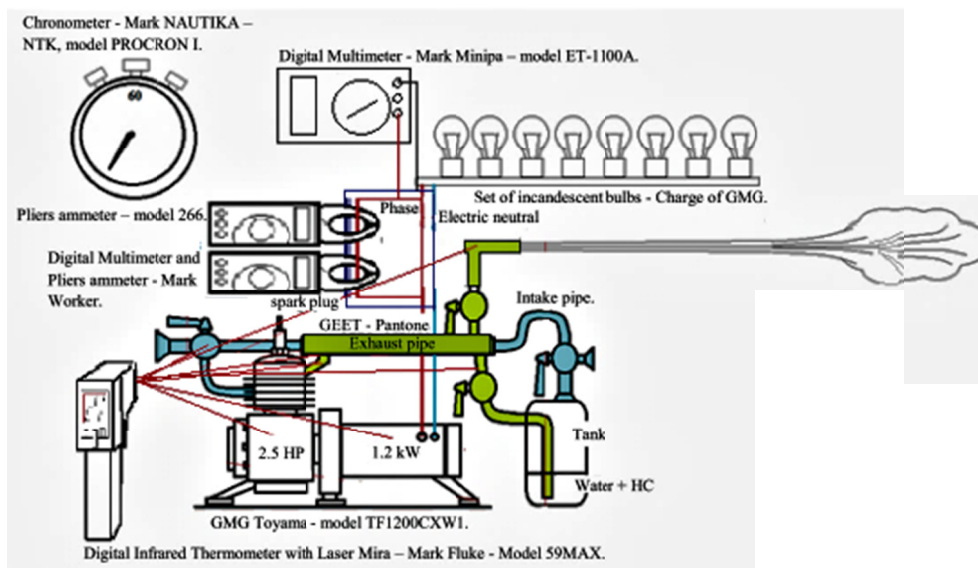 Chronometer - Mark NAUTIKA –
NTK, model PROCRON I.
60
Digital Multimeter - Mark Minipa – model ET-1100A.
Set of incandescent bulbs - Charge of GMG.
Pliers ammeter – model 266.
Phase
Electric neutral
Digital Multimeter and
Pliers ammeter - Mark
Worker.
spark plug
Intake pipe.
GEET - Pantone
Exhaust pipe
2.5 HP
1.2 kW
Tank
Water + HC
GMG Toyama - model TF1200CXW1.
Digital Infrared Thermometer with Laser Mira – Mark Fluke - Model 59MAX.